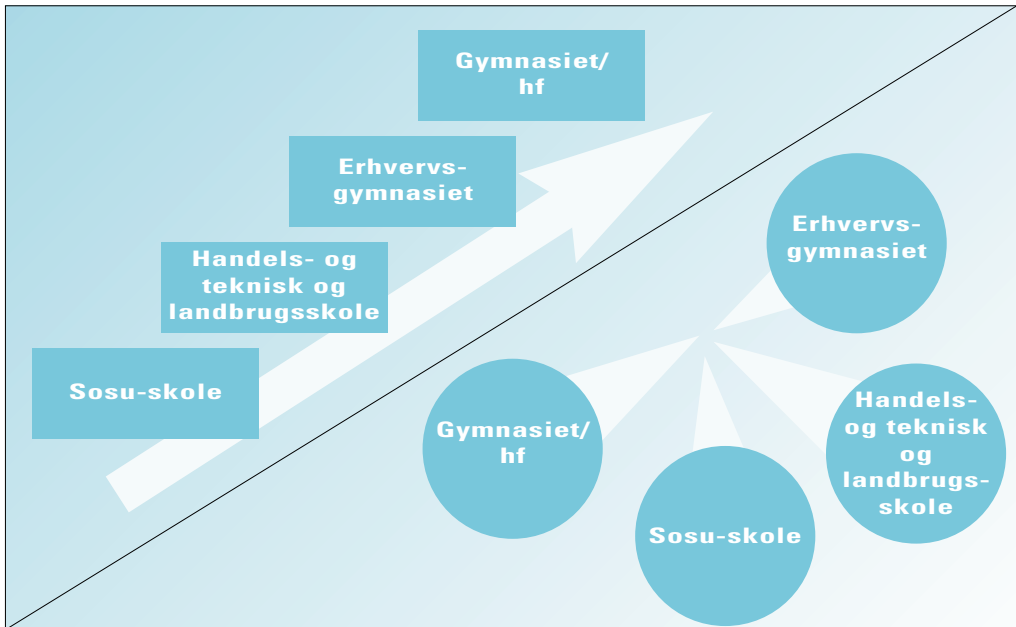 Gymnasiet/
hf
Erhvervs-
gymnasiet
Handels- og
teknisk og
landbrugsskole
Sosu-skole
Erhvervs-
gymnasiet
Gymnasiet/
hf
Handels-
og teknisk
og
landbrugs-
skole
Sosu-skole